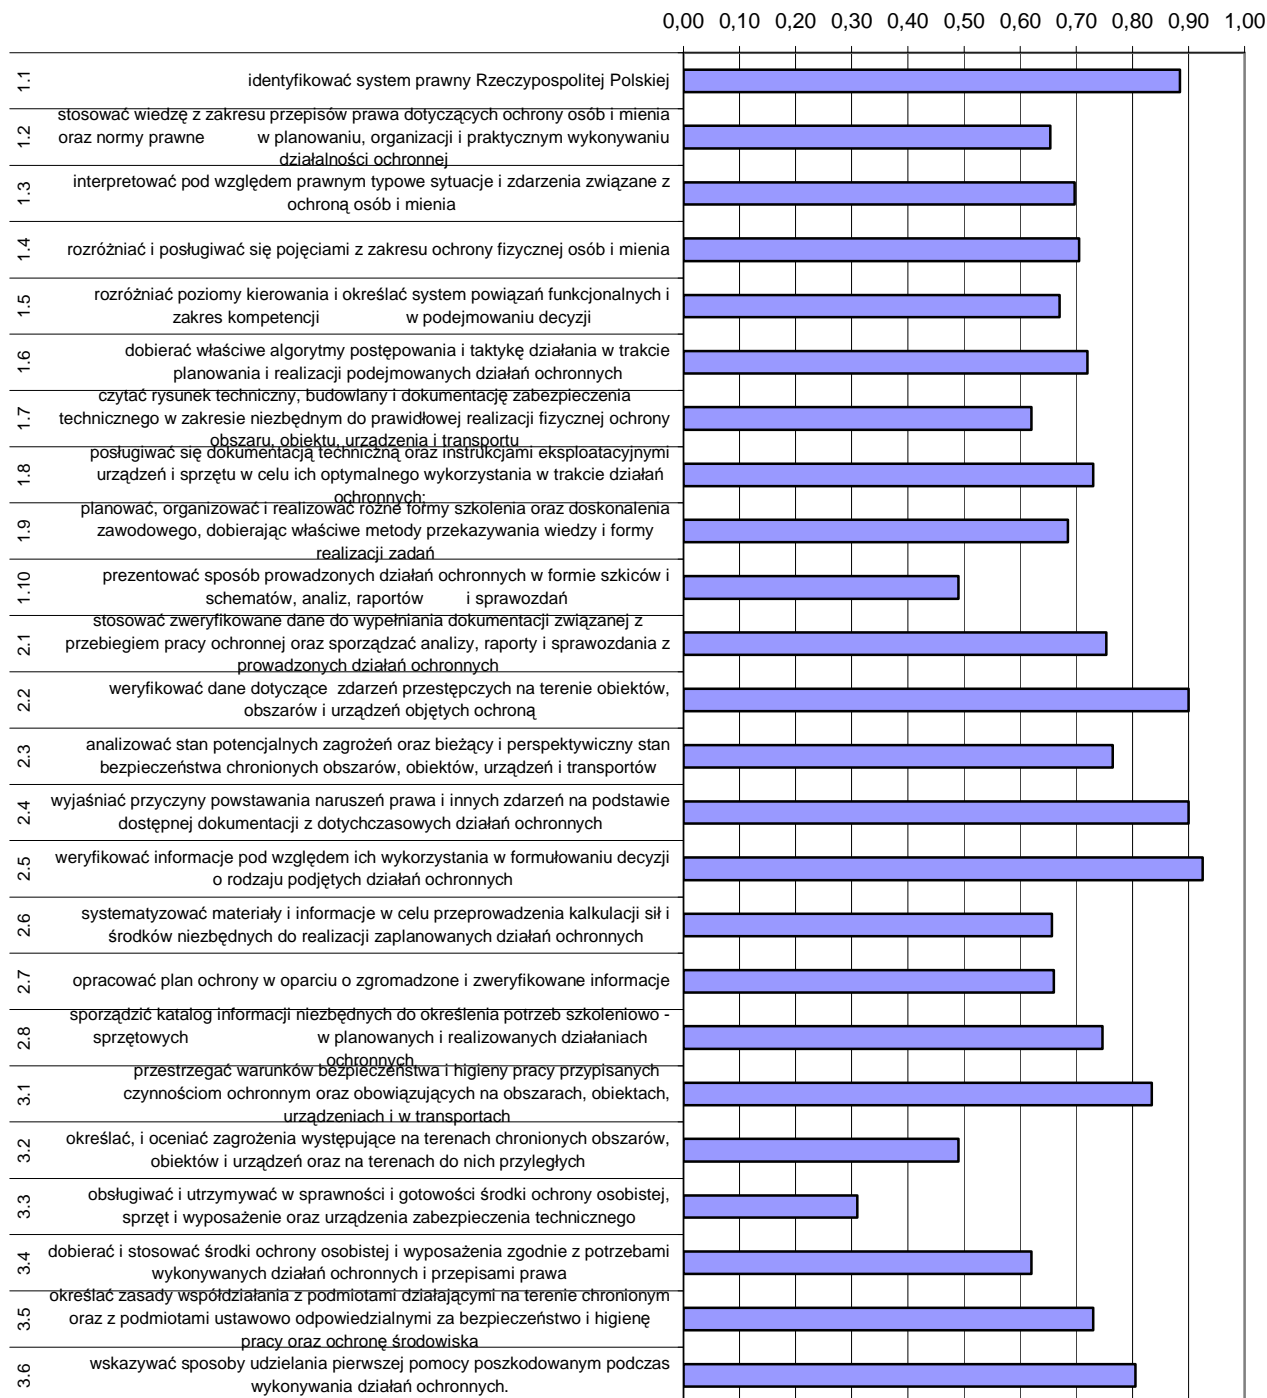 0,00 0,10 0,20 0,30 0,40 0,50 0,60 0,70 0,80 0,90 1,00
1.1
identyfikować system prawny Rzeczypospolitej Polskiej
1.2
stosować wiedzę z zakresu przepisów prawa dotyczących ochrony osób i mienia
oraz normy prawne w planowaniu, organizacji i praktycznym wykonywaniu
działalności ochronnej
1.3
interpretować pod względem prawnym typowe sytuacje i zdarzenia związane z
ochroną osób i mienia
1.4
rozróżniać i posługiwać się pojęciami z zakresu ochrony fizycznej osób i mienia
1.5
rozróżniać poziomy kierowania i określać system powiązań funkcjonalnych i
zakres kompetencji w podejmowaniu decyzji
1.6
dobierać właściwe algorytmy postępowania i taktykę działania w trakcie
planowania i realizacji podejmowanych działań ochronnych
1.7
czytać rysunek techniczny, budowlany i dokumentację zabezpieczenia
technicznego w zakresie niezbędnym do prawidłowej realizacji fizycznej ochrony
obszaru, obiektu, urządzenia i transportu
1.8
posługiwać się dokumentacją techniczną oraz instrukcjami eksploatacyjnymi
urządzeń i sprzętu w celu ich optymalnego wykorzystania w trakcie działań
ochronnych;
1.9
planować, organizować i realizować różne formy szkolenia oraz doskonalenia
zawodowego, dobierając właściwe metody przekazywania wiedzy i formy
realizacji zadań
1.10
prezentować sposób prowadzonych działań ochronnych w formie szkiców i
schematów, analiz, raportów i sprawozdań
2.1
stosować zweryfikowane dane do wypełniania dokumentacji związanej z
przebiegiem pracy ochronnej oraz sporządzać analizy, raporty i sprawozdania z
prowadzonych działań ochronnych
2.2
weryfikować dane dotyczące zdarzeń przestępczych na terenie obiektów,
obszarów i urządzeń objętych ochroną
2.3
analizować stan potencjalnych zagrożeń oraz bieżący i perspektywiczny stan
bezpieczeństwa chronionych obszarów, obiektów, urządzeń i transportów
2.4
wyjaśniać przyczyny powstawania naruszeń prawa i innych zdarzeń na podstawie
dostępnej dokumentacji z dotychczasowych działań ochronnych
2.5
weryfikować informacje pod względem ich wykorzystania w formułowaniu decyzji
o rodzaju podjętych działań ochronnych
2.6
systematyzować materiały i informacje w celu przeprowadzenia kalkulacji sił i
środków niezbędnych do realizacji zaplanowanych działań ochronnych
2.7
opracować plan ochrony w oparciu o zgromadzone i zweryfikowane informacje
2.8
sporządzić katalog informacji niezbędnych do określenia potrzeb szkoleniowo -
sprzętowych w planowanych i realizowanych działaniach
ochronnych
3.1
przestrzegać warunków bezpieczeństwa i higieny pracy przypisanych
czynnościom ochronnym oraz obowiązujących na obszarach, obiektach,
urządzeniach i w transportach
3.2
określać, i oceniać zagrożenia występujące na terenach chronionych obszarów,
obiektów i urządzeń oraz na terenach do nich przyległych
3.3
obsługiwać i utrzymywać w sprawności i gotowości środki ochrony osobistej,
sprzęt i wyposażenie oraz urządzenia zabezpieczenia technicznego
3.4
dobierać i stosować środki ochrony osobistej i wyposażenia zgodnie z potrzebami
wykonywanych działań ochronnych i przepisami prawa
3.5
określać zasady współdziałania z podmiotami działającymi na terenie chronionym
oraz z podmiotami ustawowo odpowiedzialnymi za bezpieczeństwo i higienę
pracy oraz ochronę środowiska
3.6
wskazywać sposoby udzielania pierwszej pomocy poszkodowanym podczas
wykonywania działań ochronnych.